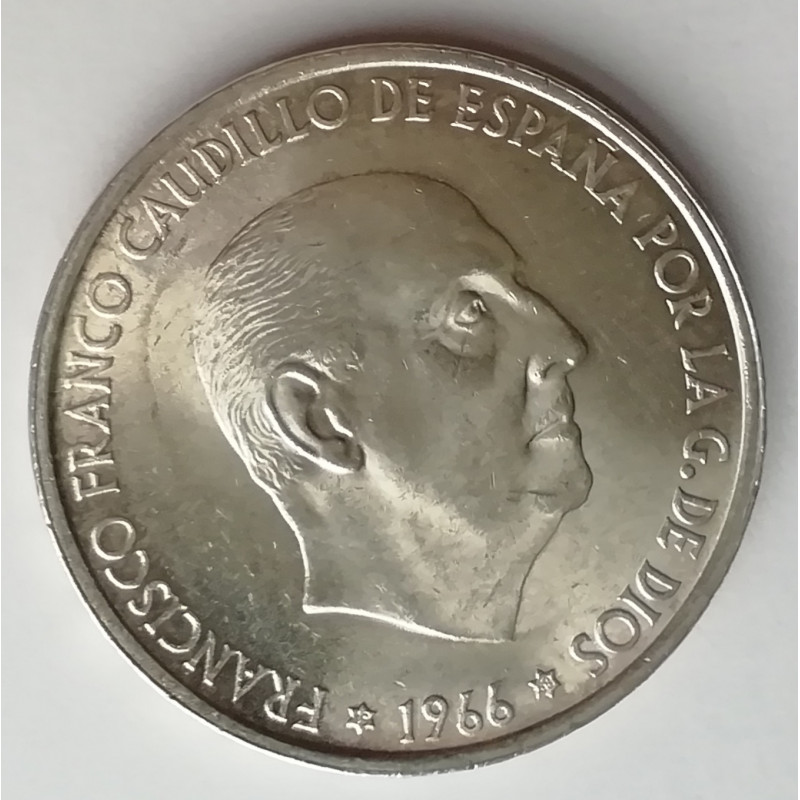 FRANCISCO FRANCO CAUDILLO DE ESPAÑA POR LA G. DE DIOS
1966